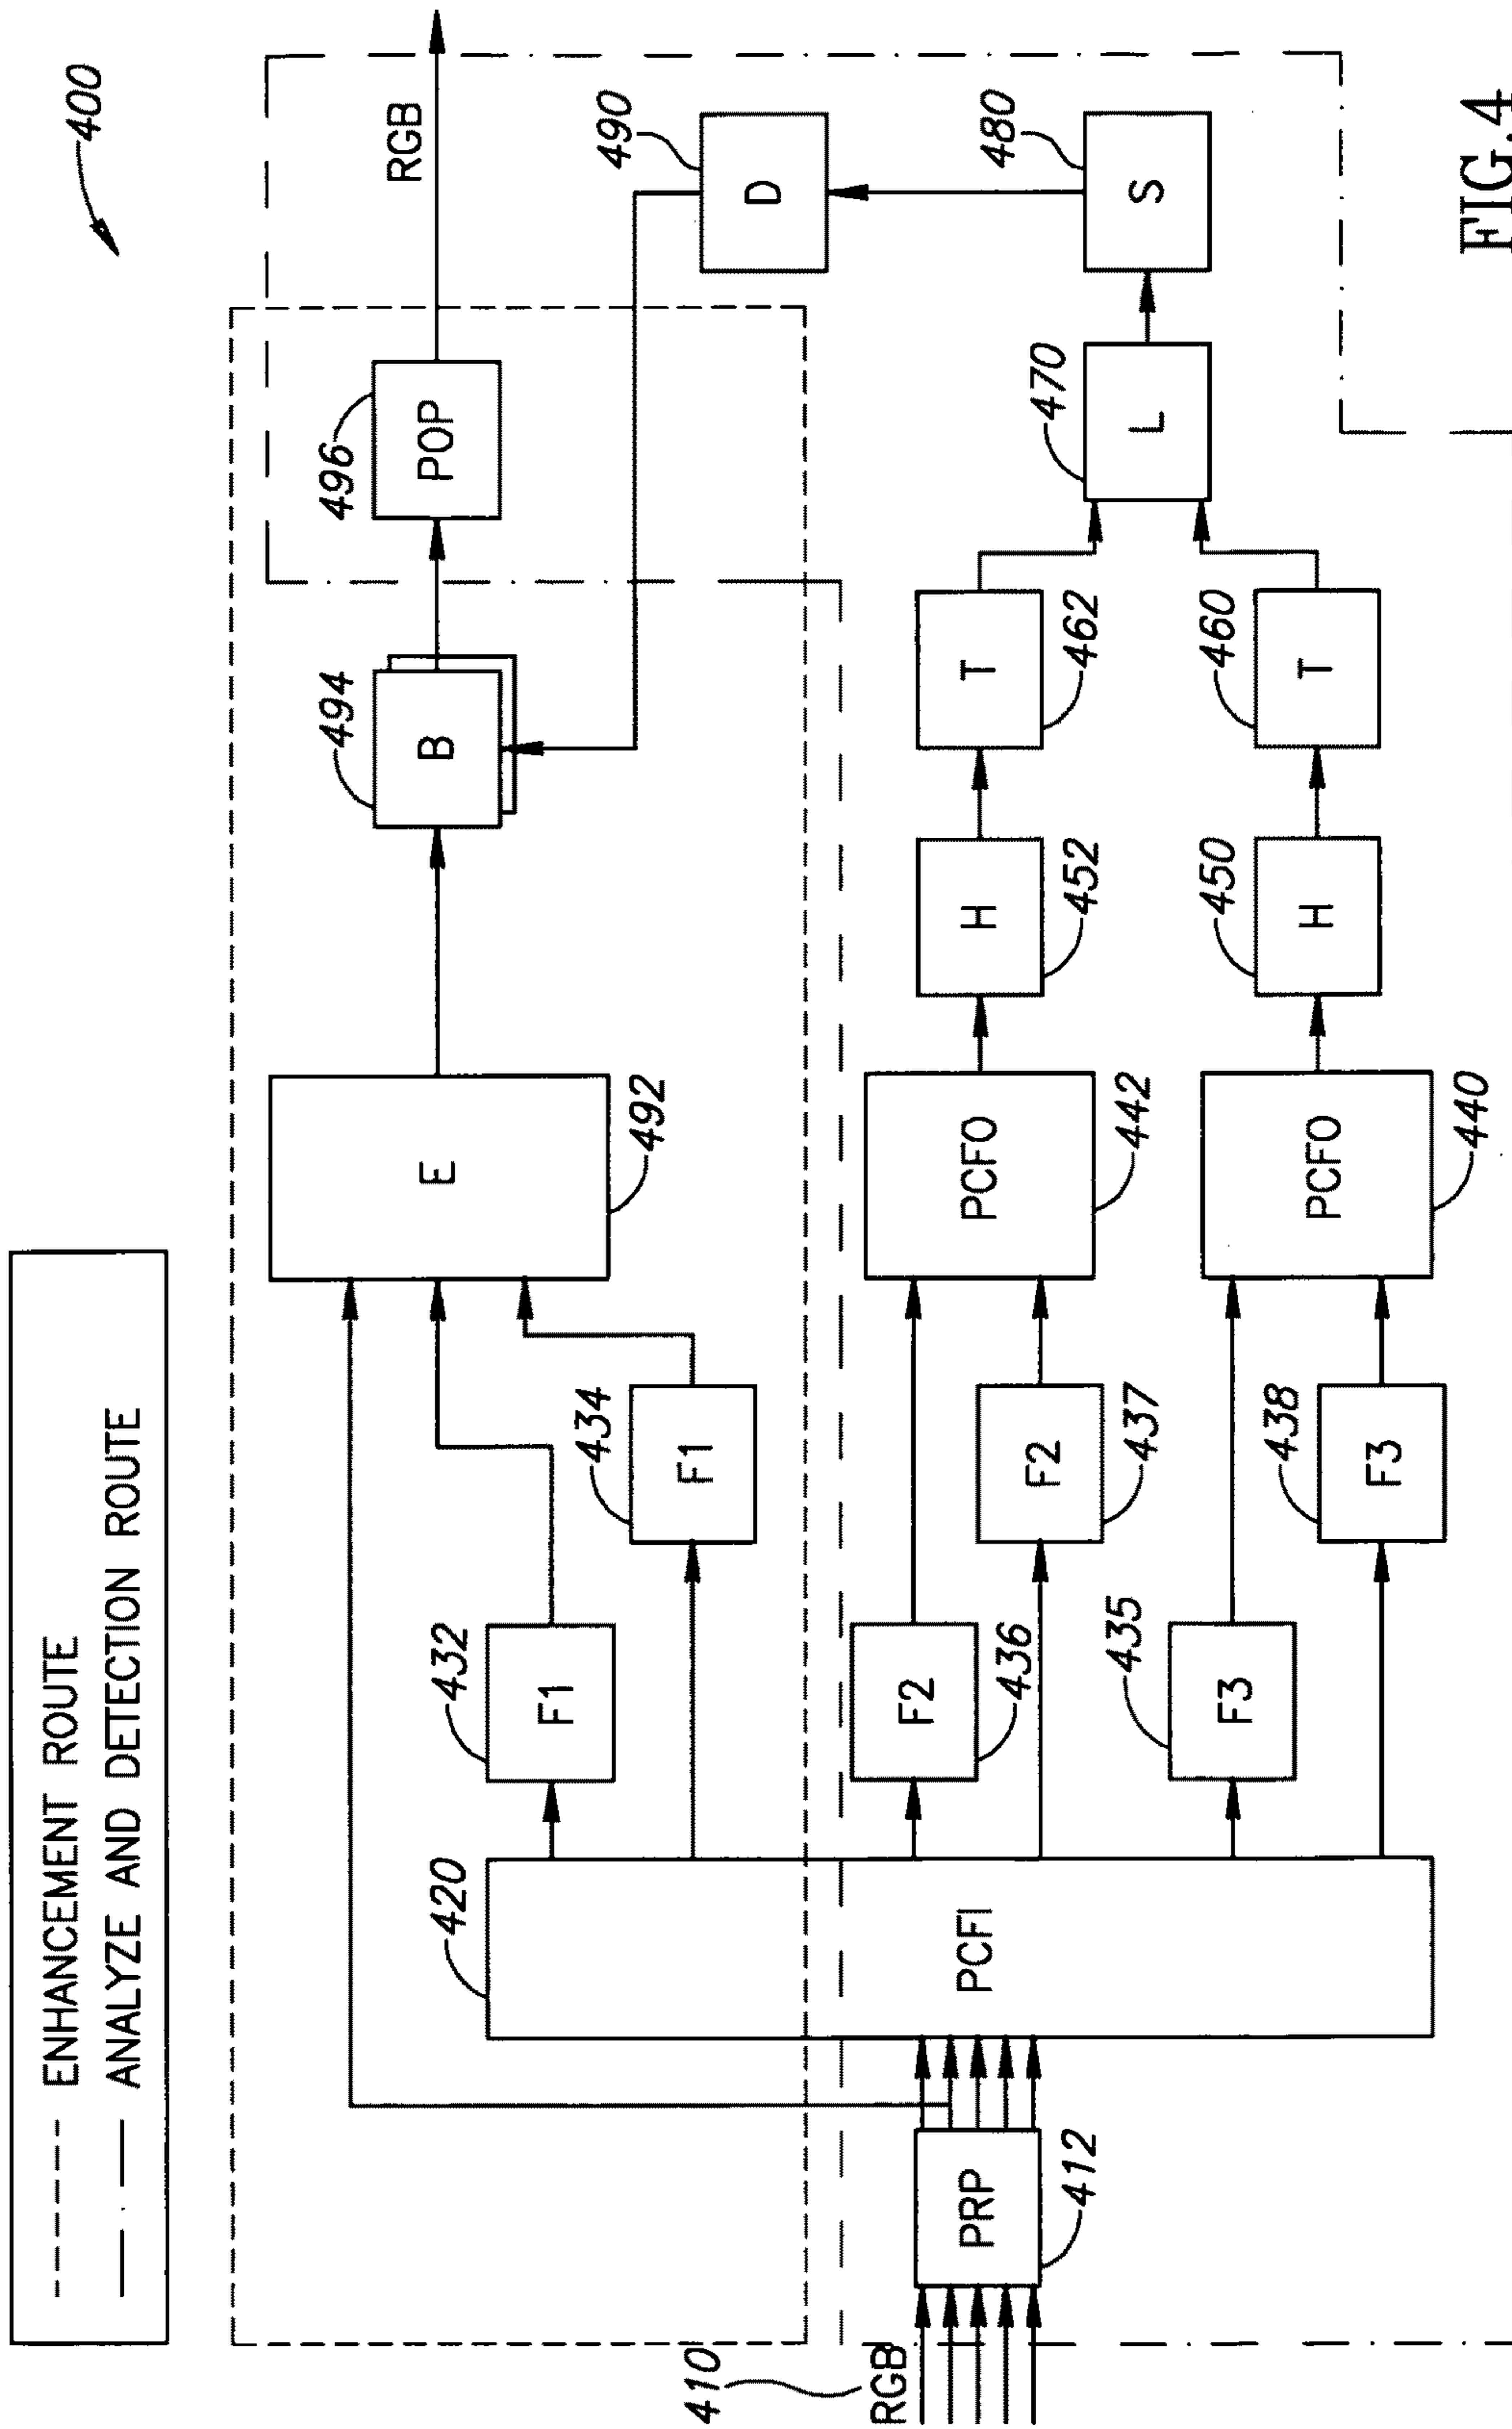 ENHANCEMENT ROUTE
ANALYZE AND DETECTION ROUTE
400
RGB
496
POP
494
B
E
492
432
F1
434
F1
490
D
480
S
470
L
462
T
460
T
452
H
450
H
PCFO
442
PCFO
440
F2
436
F2
437
435
F3
438
F3
420
PCFI
PRP
412
410
RGB
FIG.4